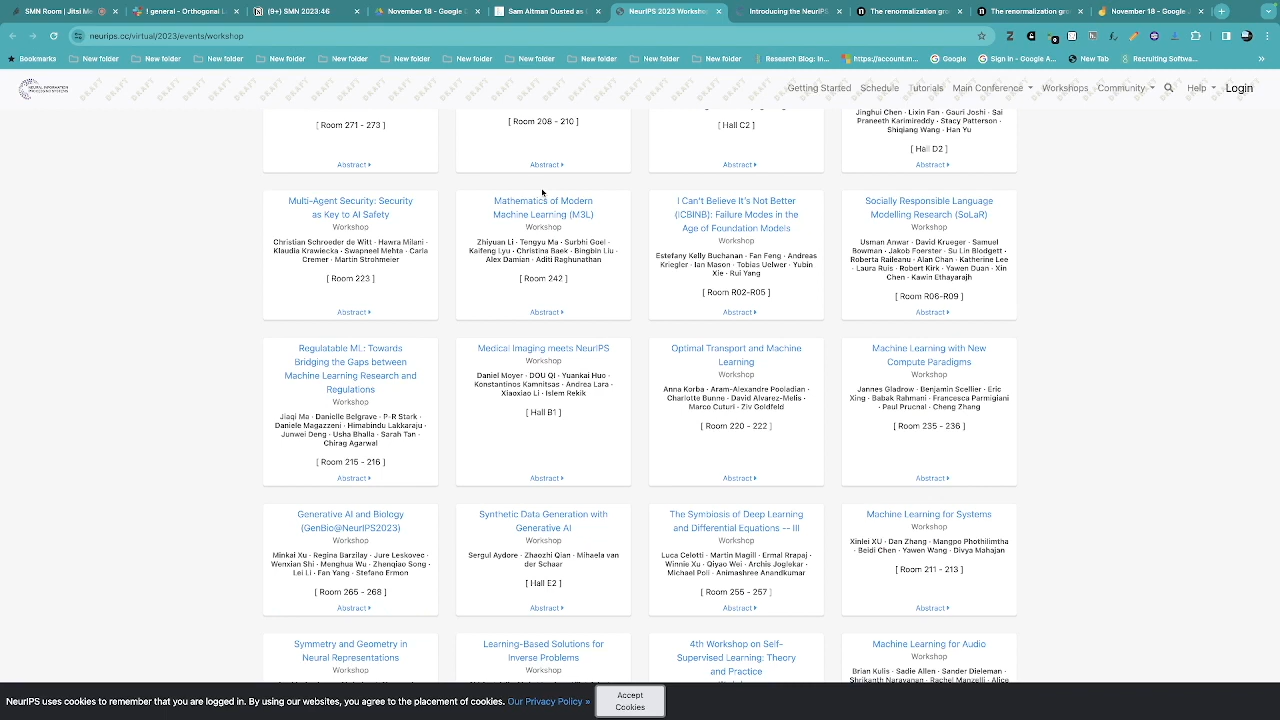 SMN Room | Jitsi Me
general - Orthogonal L
(9+) SMN 2023:46
November 18 - Google
Sam Altman Ousted as
NeurIPS 2023 Workshop
Introducing the NeurIPS
The renormalization gro
The renormalization gro
November 18 - Google
neurips.cc/virtual/2023/events/workshop
Bookmarks
New folder
New folder
New folder
New folder
New folder
New folder
New folder
New folder
New folder
New folder
New folder
Research Blog: In...
https://account.m...
Google
Sign in - Google A...
New Tab
Recruiting Softwa...
NEURAL INFORMATION
PROCESSING SYSTEMS
Getting Started
Schedule
Tutorials
Main Conference
Workshops
Community
Help
Login
[ Room 271 - 273 ]
Abstract
[ Room 208 - 210 ]
Abstract
[ Hall C2 ]
Abstract
Jinghui Chen · Lixin Fan · Gauri Joshi · Sai
Praneeth Karimireddy · Stacy Patterson ·
Shiqiang Wang · Han Yu
[ Hall D2 ]
Abstract
Multi-Agent Security: Security
as Key to AI Safety
Workshop
Christian Schroeder de Witt · Hawra Milani ·
Klaudia Krawiecka · Swapneel Mehta · Carla
Cremer · Martin Strohmeier
[ Room 223 ]
Abstract
Mathematics of Modern
Machine Learning (M3L)
Workshop
Zhiyuan Li · Tengyu Ma · Surbhi Goel ·
Kaifeng Lyu · Christina Baek · Bingbin Liu ·
Alex Damian · Aditi Raghunathan
[ Room 242 ]
Abstract
I Can't Believe It's Not Better
(ICBINB): Failure Modes in the
Age of Foundation Models
Workshop
Estefany Kelly Buchanan · Fan Feng · Andreas
Kriegler · Ian Mason · Tobias Uelwer · Yubin
Xie · Rui Yang
[ Room R02-R05 ]
Abstract
Socially Responsible Language
Modelling Research (SoLaR)
Workshop
Usman Anwar · David Krueger · Samuel
Bowman · Jakob Foerster · Su Lin Blodgett ·
Roberta Raileanu · Alan Chan · Katherine Lee
· Laura Ruis · Robert Kirk · Yawen Duan · Xin
Chen · Kawin Ethayarajh
[ Room R06-R09 ]
Abstract
Regulatable ML: Towards
Bridging the Gaps between
Machine Learning Research and
Regulations
Workshop
Jiaqi Ma · Danielle Belgrave · P-R Stark ·
Daniele Magazzeni · Himabindu Lakkaraju ·
Junwei Deng · Usha Bhalla · Sarah Tan ·
Chirag Agarwal
[ Room 215 - 216 ]
Abstract
Medical Imaging meets NeurIPS
Workshop
Daniel Moyer · DOU QI · Yuankai Huo ·
Konstantinos Kamnitsas · Andrea Lara ·
Xiaoxiao Li · Islem Rekik
[ Hall B1 ]
Abstract
Optimal Transport and Machine
Learning
Workshop
Anna Korba · Aram-Alexandre Pooladian ·
Charlotte Bunne · David Alvarez-Melis ·
Marco Cuturi · Ziv Goldfeld
[ Room 220 - 222 ]
Abstract
Machine Learning with New
Compute Paradigms
Workshop
Jannes Gladrow · Benjamin Scellier · Eric
Xing · Babak Rahmani · Francesca Parmigiani
· Paul Prucnal · Cheng Zhang
[ Room 235 - 236 ]
Abstract
Generative AI and Biology
(GenBio@NeurIPS2023)
Workshop
Minkai Xu · Regina Barzilay · Jure Leskovec ·
Wenxian Shi · Menghua Wu · Zhenqiao Song ·
Lei Li · Fan Yang · Stefano Ermon
[ Room 265 - 268 ]
Abstract
Synthetic Data Generation with
Generative AI
Workshop
Sergul Aydore · Zhaozhi Qian · Mihaela van
der Schaar
[ Hall E2 ]
Abstract
The Symbiosis of Deep Learning
and Differential Equations -- III
Workshop
Luca Celotti · Martin Magill · Ermal Rrapaj ·
Winnie Xu · Qiyao Wei · Archis Joglekar ·
Michael Poli · Animashree Anandkumar
[ Room 255 - 257 ]
Abstract
Machine Learning for Systems
Workshop
Xinlei XU · Dan Zhang · Mangpo Phothilimtha
· Beidi Chen · Yawen Wang · Divya Mahajan
[ Room 211 - 213 ]
Abstract
Symmetry and Geometry in
Neural Representations
Workshop
Learning-Based Solutions for
Inverse Problems
Workshop
4th Workshop on Self-
Supervised Learning: Theory
and Practice
Machine Learning for Audio
Workshop
Brian Kulis · Sadie Allen · Sander Dieleman ·
Shrikanth Narayanan · Rachel Manzelli · Alice
NeurIPS uses cookies to remember that you are logged in. By using our websites, you agree to the placement of cookies. Our Privacy Policy »
Accept
Cookies